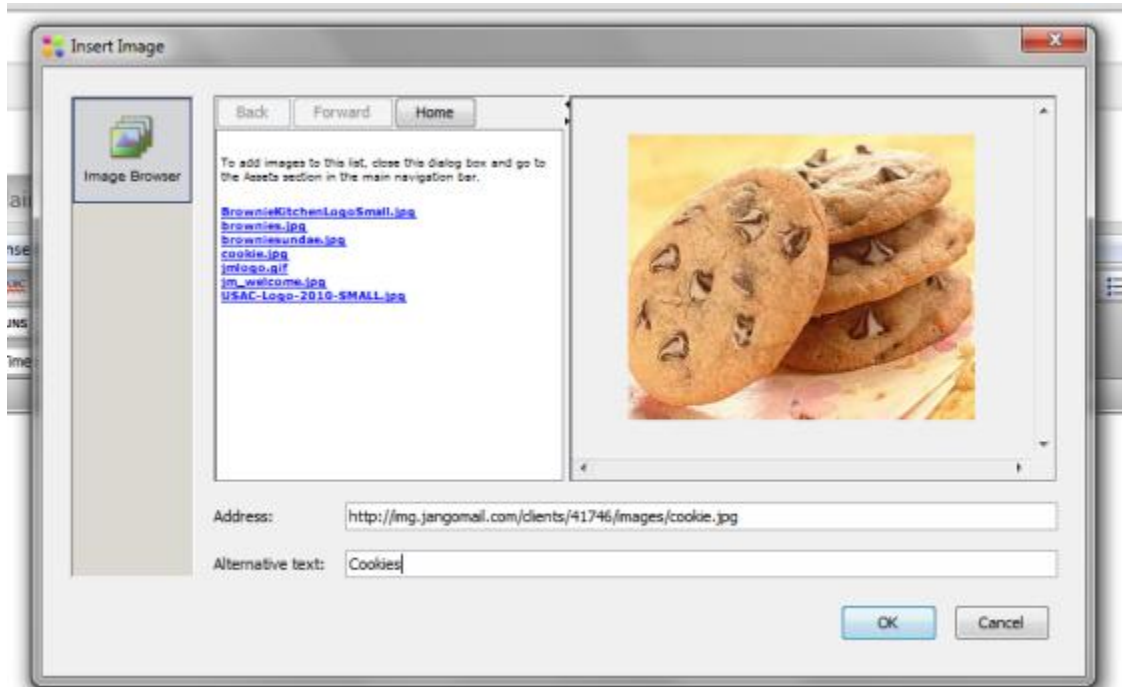 Insert Image
x
Back Forward Home
To add images to this list, close this dialog box and go to
the Assets section in the main navigation bar.
Image Browser
BrownieKitchenLogoSmall.jpg
brownies.jpg
browniesundae.jpg
cookie.jpg
jmlogo.gif
jm_welcome.jpg
USAC-Logo-2010-SMALL.jpg
Address: http://img.jangomail.com/clients/41746/images/cookie.jpg
Alternative text: Cookies
OK Cancel